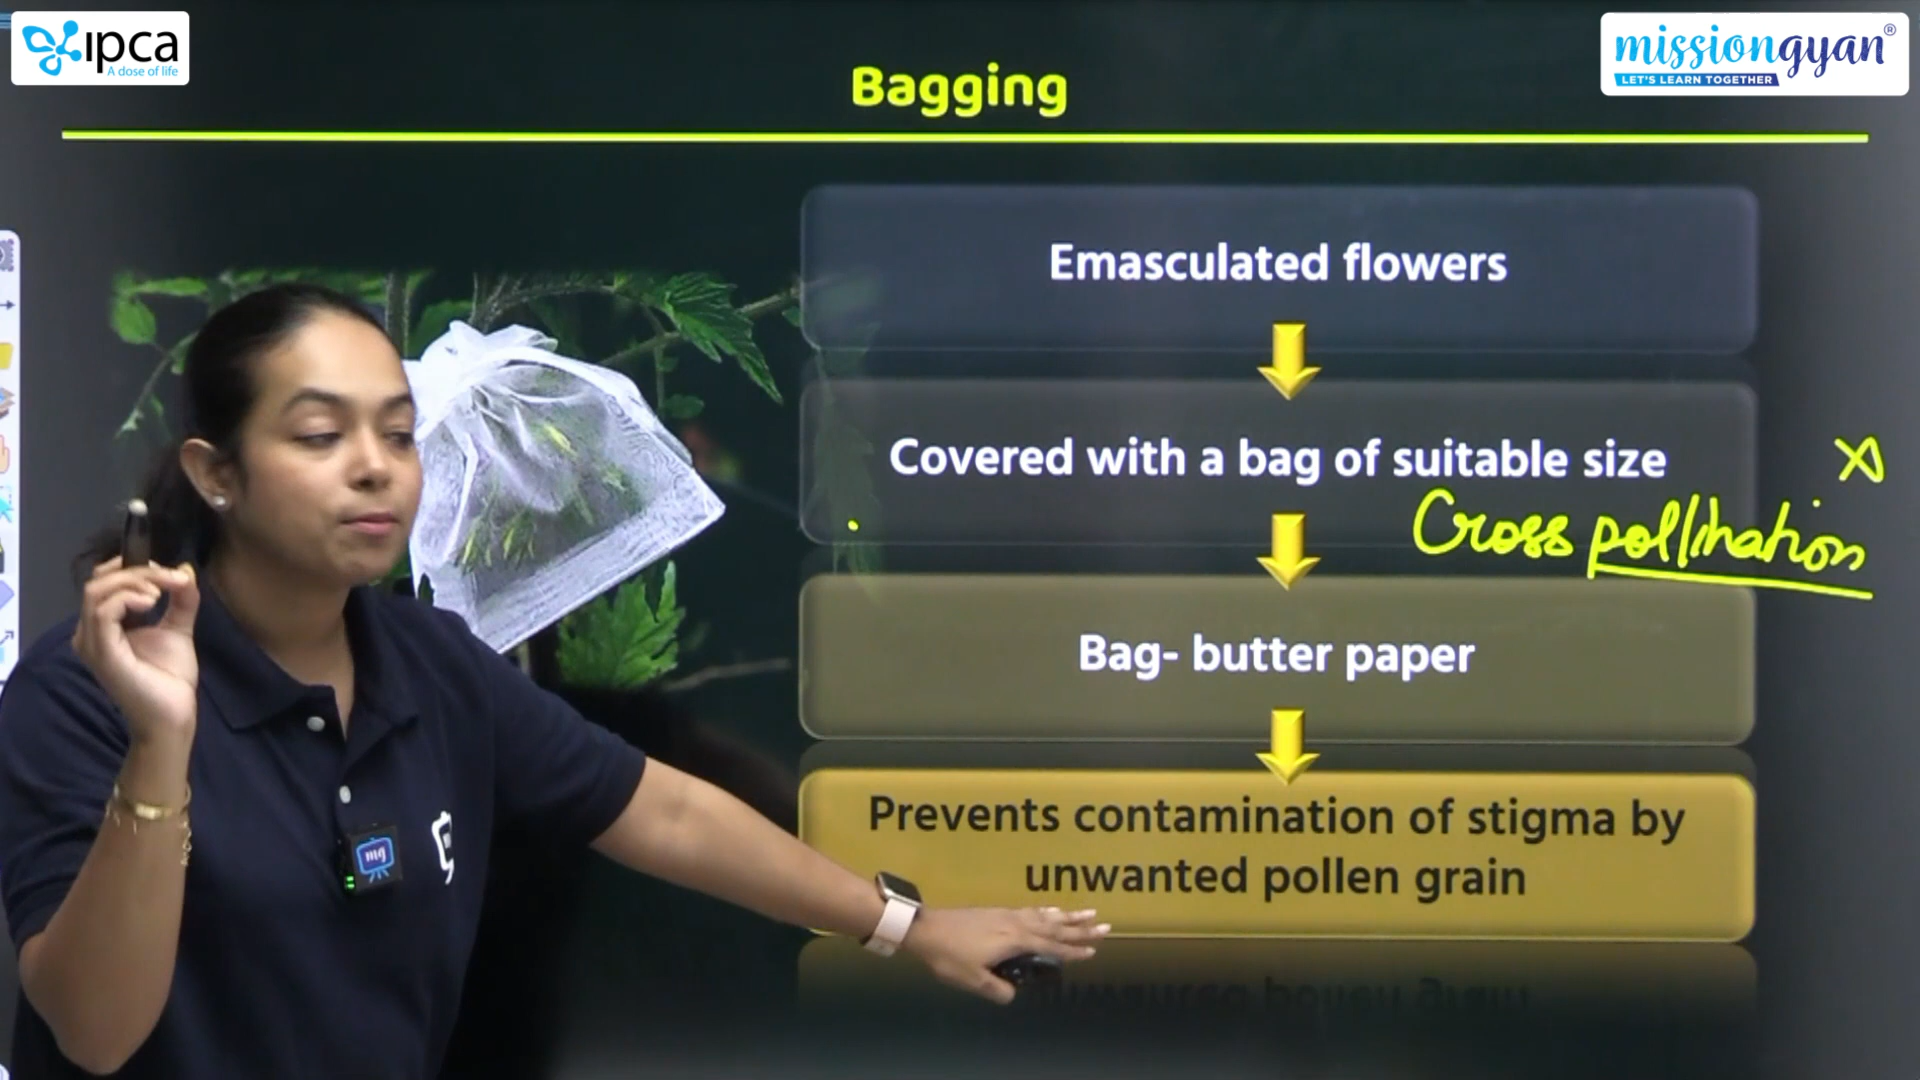 ipca
A dose of life
missiongyan®
LET'S LEARN TOGETHER
Bagging
Emasculated flowers
Covered with a bag of suitable size
X
Cross pollination
Bag- butter paper
Prevents contamination of stigma by
unwanted pollen grain
mg